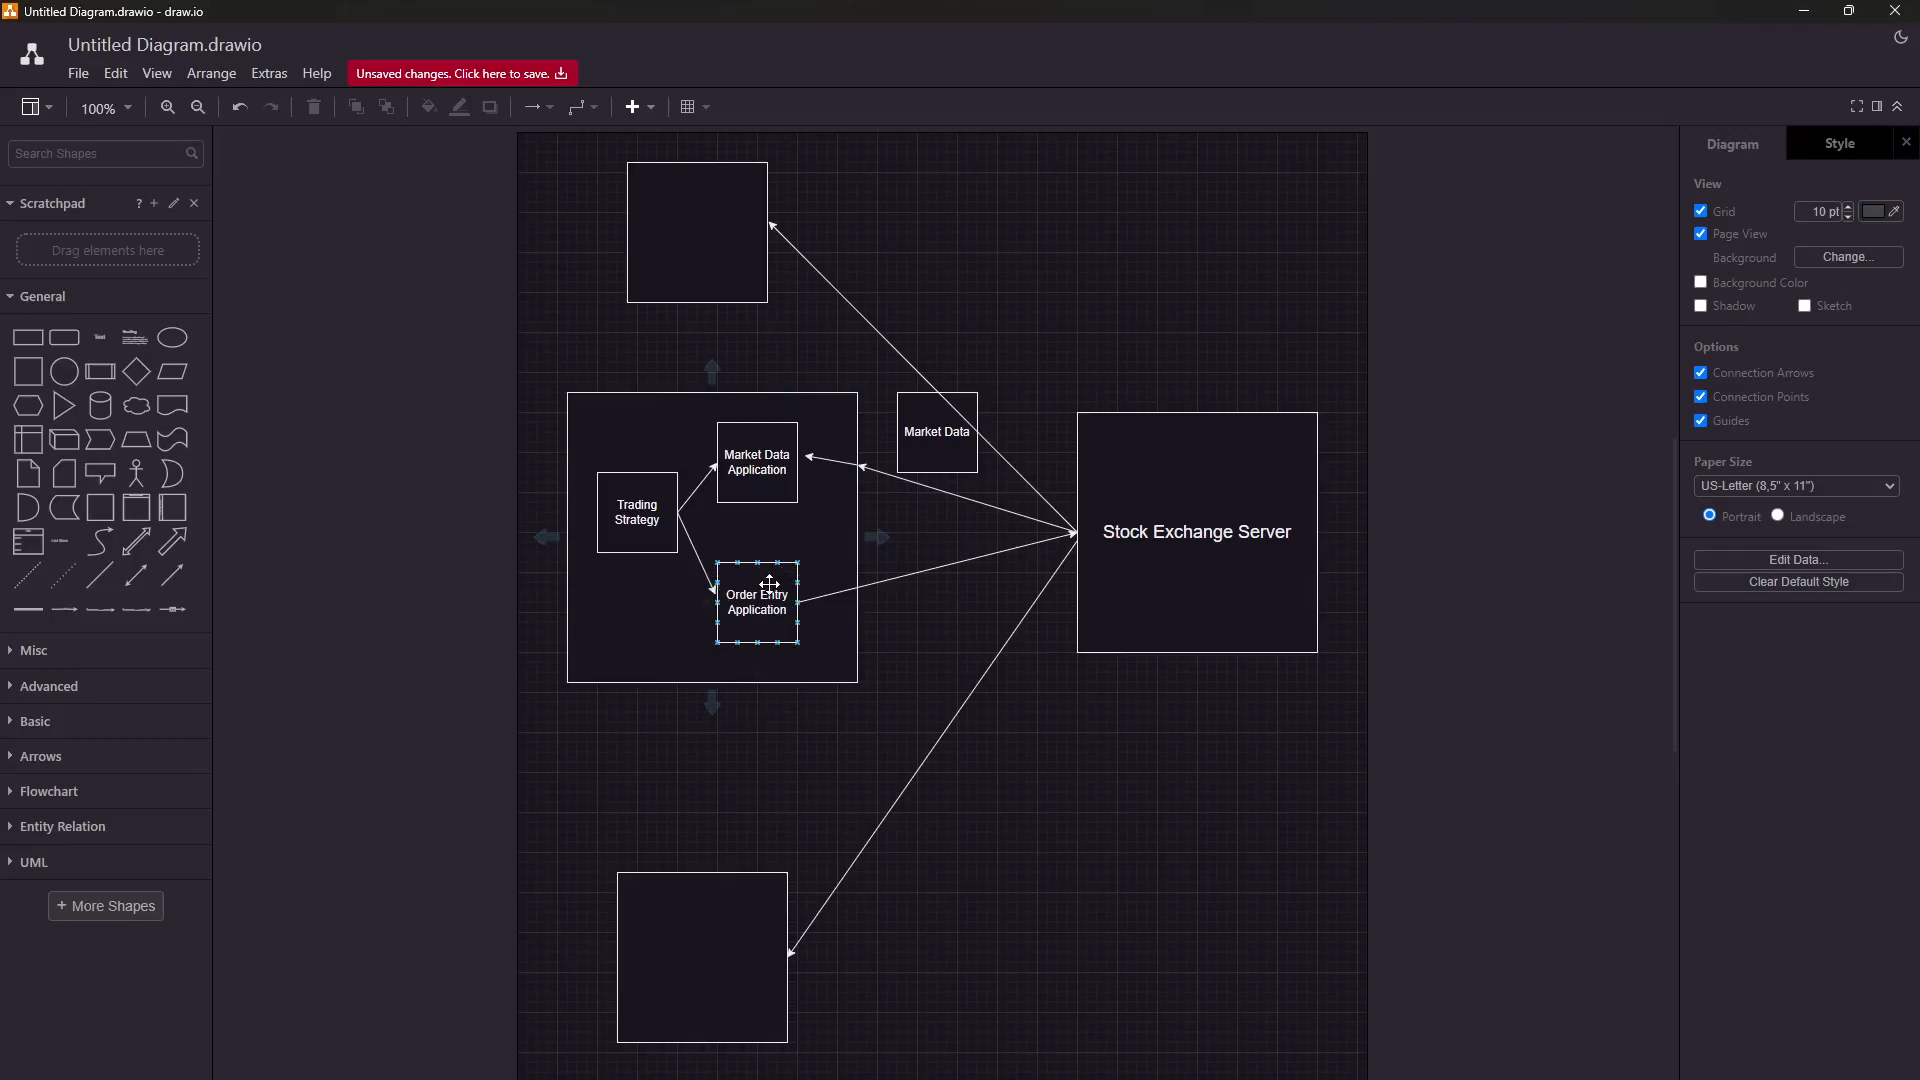 Untitled Diagram.drawio - draw.io
Untitled Diagram.drawio
File Edit View Arrange Extras Help Unsaved changes. Click here to save.
100%
Search Shapes
Scratchpad ?
Drag elements here
General
Text
Misc
Advanced
Basic
Arrows
Flowchart
Entity Relation
UML
+ More Shapes
Market Data
Application
Trading
Strategy
Order Entry
Application
Market Data
Stock Exchange Server
Diagram Style
View
Grid 10 pt
Page View
Background Change...
Background Color
Shadow Sketch
Options
Connection Arrows
Connection Points
Guides
Paper Size
US-Letter (8,5" x 11")
Portrait Landscape
Edit Data...
Clear Default Style